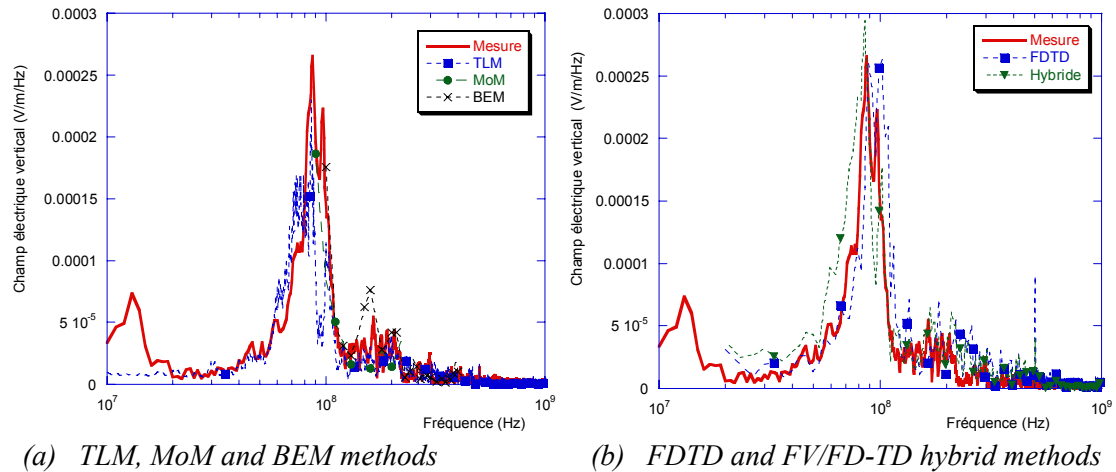 0.0003
0.00025
0.0002
0.00015
0.0001
5 10^-5
0
10^7
10^8
10^9
Champ électrique vertical (V/m/Hz)
Fréquence (Hz)
Mesure
TLM
MoM
BEM
(a) TLM, MoM and BEM methods
0.0003
0.00025
0.0002
0.00015
0.0001
5 10^-5
0
10^7
10^8
10^9
Champ électrique vertical (V/m/Hz)
Fréquence (Hz)
Mesure
FDTD
Hybride
(b) FDTD and FV/FD-TD hybrid methods